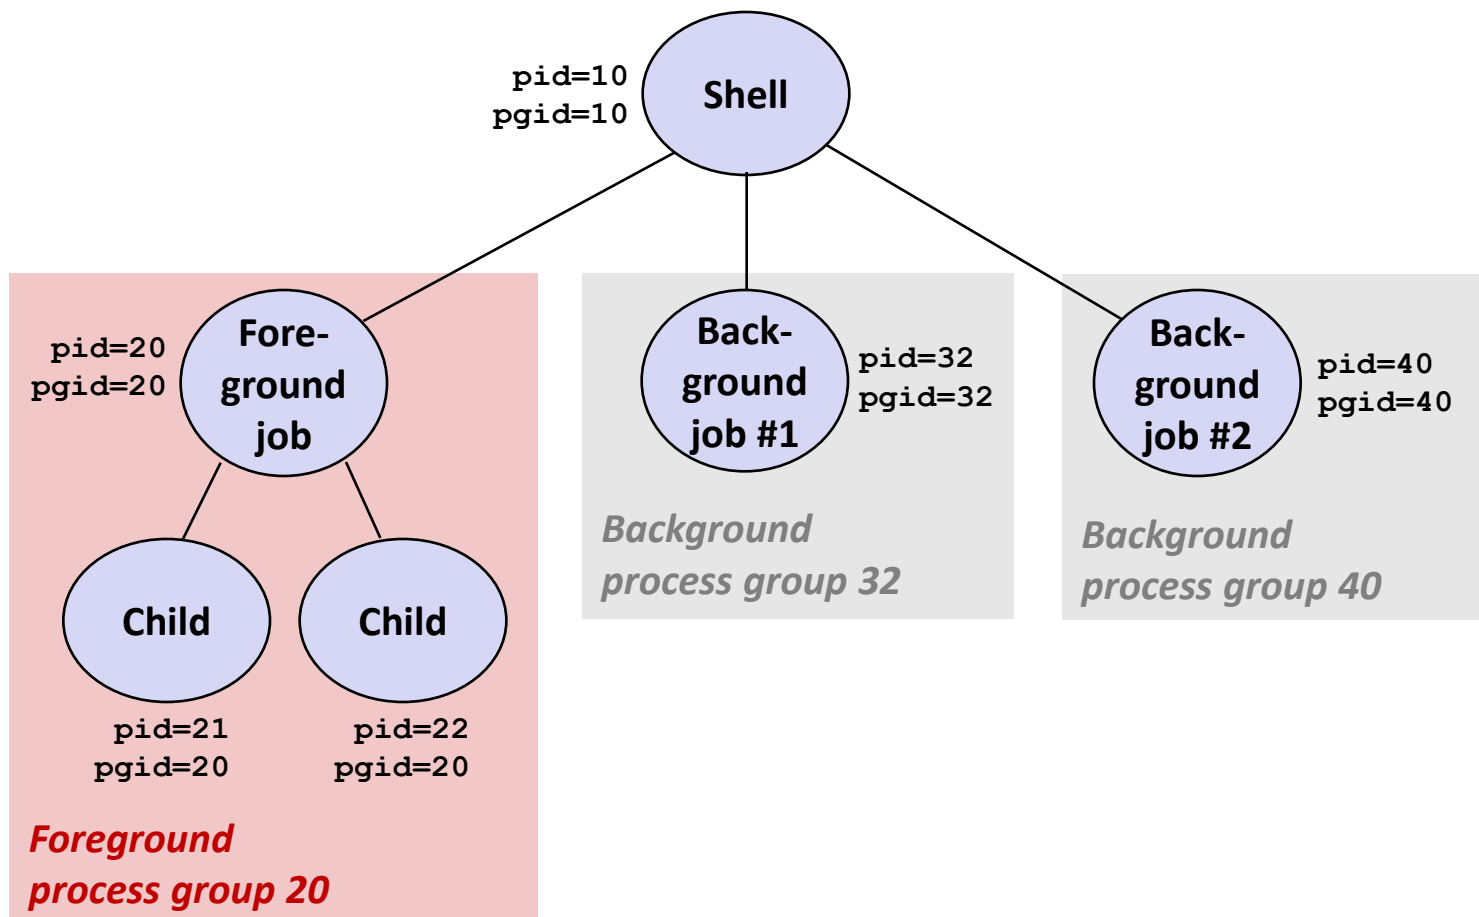 pid=10
pgid=10
Shell
pid=20
pgid=20
Fore-
ground
job
Back-
ground
job #1
pid=32
pgid=32
Back-
ground
job #2
pid=40
pgid=40
Background
process group 32
Background
process group 40
Child
Child
pid=21
pgid=20
pid=22
pgid=20
Foreground
process group 20